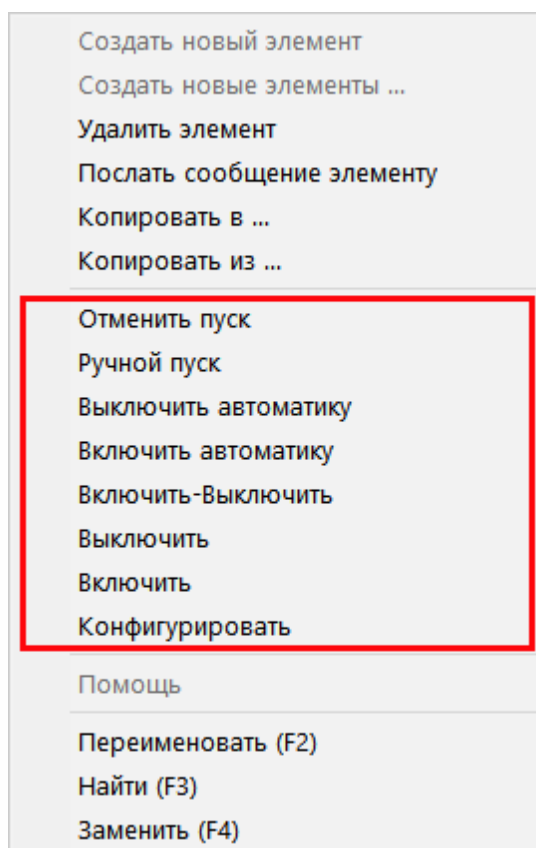 Создать новый элемент
Создать новые элементы ...
Удалить элемент
Послать сообщение элементу
Копировать в ...
Копировать из ...
Отменить пуск
Ручной пуск
Выключить автоматику
Включить автоматику
Включить-Выключить
Выключить
Включить
Конфигурировать
Помощь
Переименовать (F2)
Найти (F3)
Заменить (F4)